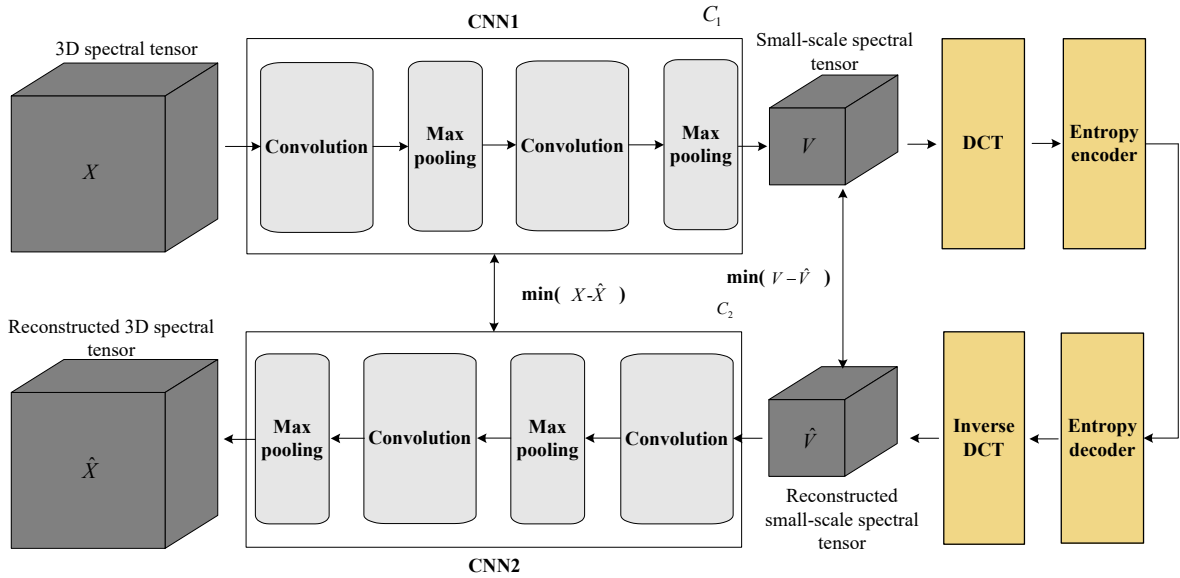 CNN1
C₁
3D spectral tensor
X
Convolution
Max
pooling
Convolution
Max
pooling
Small-scale spectral
tensor
V
DCT
Entropy
encoder
min( X-X̂ )
min( V−V̂ )
Reconstructed 3D spectral
tensor
X̂
C₂
Max
pooling
Convolution
Max
pooling
Convolution
V̂
Reconstructed
small-scale spectral
tensor
Inverse
DCT
Entropy
decoder
CNN2